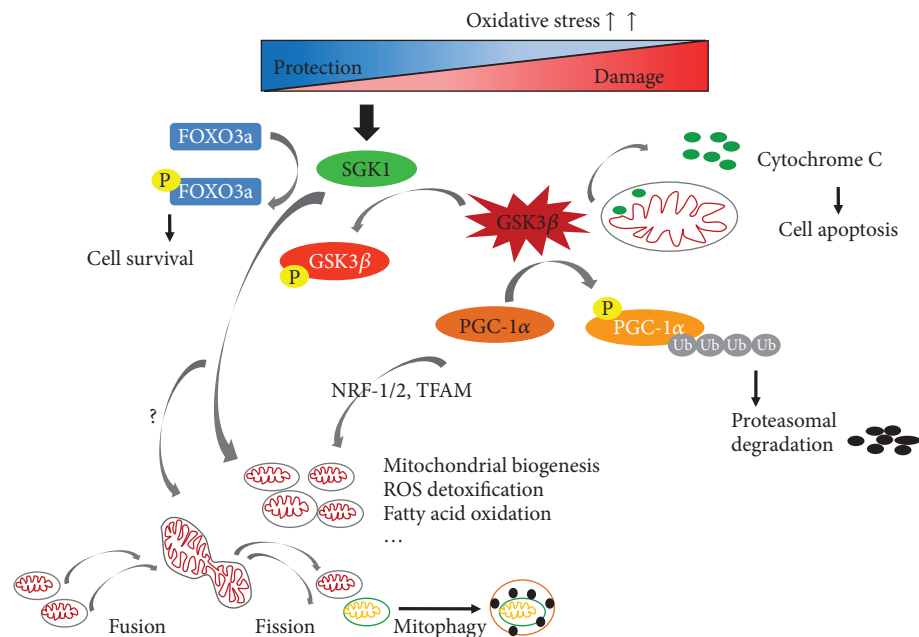 Oxidative stress ↑ ↑
Protection
Damage
FOXO3a
P
FOXO3a
Cell survival
SGK1
GSK3β
P
GSK3β
Cytochrome C
Cell apoptosis
PGC-1α
P
PGC-1α
Ub Ub Ub Ub
Proteasomal
degradation
NRF-1/2, TFAM
?
Mitochondrial biogenesis
ROS detoxification
Fatty acid oxidation
…
Fusion
Fission
Mitophagy